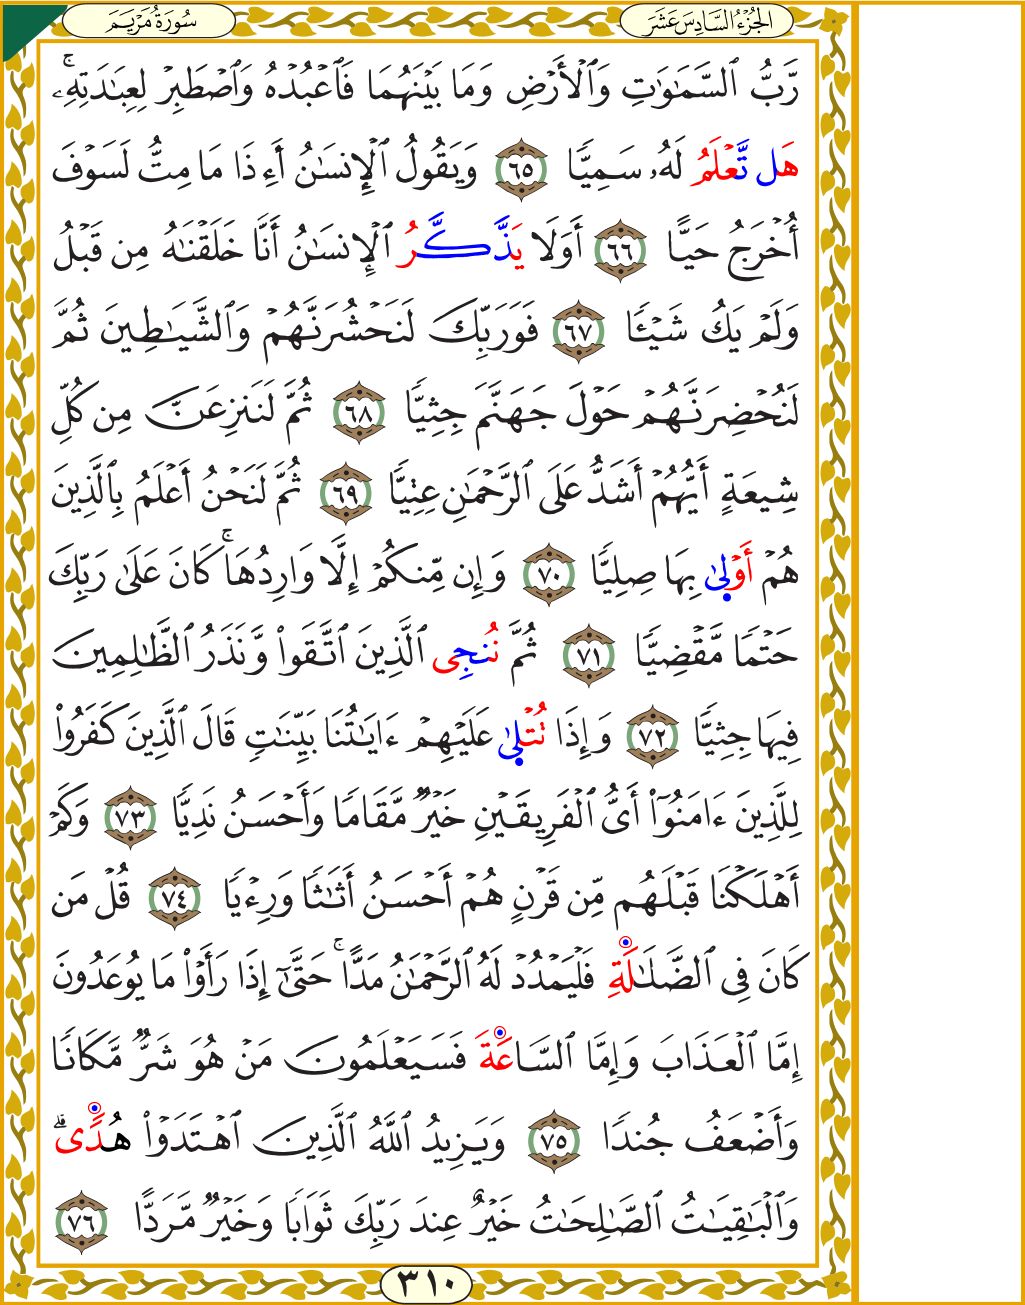 سُورَةُ مَرْيَم
الجُزْءُ السَّادِسَ عَشَرَ
رَّبُّ ٱلسَّمَٰوَٰتِ وَٱلْأَرْضِ وَمَا بَيْنَهُمَا فَٱعْبُدْهُ وَٱصْطَبِرْ لِعِبَٰدَتِهِۦۚ
هَل تَّعْلَمُ لَهُۥ سَمِيًّا ٦٥ وَيَقُولُ ٱلْإِنسَٰنُ أَءِذَا مَا مِتُّ لَسَوْفَ
أُخْرَجُ حَيًّا ٦٦ أَوَلَا يَذَّكَّرُ ٱلْإِنسَٰنُ أَنَّا خَلَقْنَٰهُ مِن قَبْلُ
وَلَمْ يَكُ شَيْـًٔا ٦٧ فَوَرَبِّكَ لَنَحْشُرَنَّهُمْ وَٱلشَّيَٰطِينَ ثُمَّ
لَنُحْضِرَنَّهُمْ حَوْلَ جَهَنَّمَ جِثِيًّا ٦٨ ثُمَّ لَنَنزِعَنَّ مِن كُلِّ
شِيعَةٍ أَيُّهُمْ أَشَدُّ عَلَى ٱلرَّحْمَٰنِ عِتِيًّا ٦٩ ثُمَّ لَنَحْنُ أَعْلَمُ بِٱلَّذِينَ
هُمْ أَوْلَىٰ بِهَا صِلِيًّا ٧٠ وَإِن مِّنكُمْ إِلَّا وَارِدُهَاۚ كَانَ عَلَىٰ رَبِّكَ
حَتْمًا مَّقْضِيًّا ٧١ ثُمَّ نُنجِى ٱلَّذِينَ ٱتَّقَوا۟ وَّنَذَرُ ٱلظَّٰلِمِينَ
فِيهَا جِثِيًّا ٧٢ وَإِذَا تُتْلَىٰ عَلَيْهِمْ ءَايَٰتُنَا بَيِّنَٰتٍ قَالَ ٱلَّذِينَ كَفَرُوا۟
لِلَّذِينَ ءَامَنُوٓا۟ أَىُّ ٱلْفَرِيقَيْنِ خَيْرٌ مَّقَامًا وَأَحْسَنُ نَدِيًّا ٧٣ وَكَمْ
أَهْلَكْنَا قَبْلَهُم مِّن قَرْنٍ هُمْ أَحْسَنُ أَثَٰثًا وَرِءْيًا ٧٤ قُلْ مَن
كَانَ فِى ٱلضَّلَٰلَةِ فَلْيَمْدُدْ لَهُ ٱلرَّحْمَٰنُ مَدًّاۚ حَتَّىٰٓ إِذَا رَأَوْا۟ مَا يُوعَدُونَ
إِمَّا ٱلْعَذَابَ وَإِمَّا ٱلسَّاعَةَ فَسَيَعْلَمُونَ مَنْ هُوَ شَرٌّ مَّكَانًا
وَأَضْعَفُ جُندًا ٧٥ وَيَزِيدُ ٱللَّهُ ٱلَّذِينَ ٱهْتَدَوْا۟ هُدًىۗ
وَٱلْبَٰقِيَٰتُ ٱلصَّٰلِحَٰتُ خَيْرٌ عِندَ رَبِّكَ ثَوَابًا وَخَيْرٌ مَّرَدًّا ٧٦
٣١٠